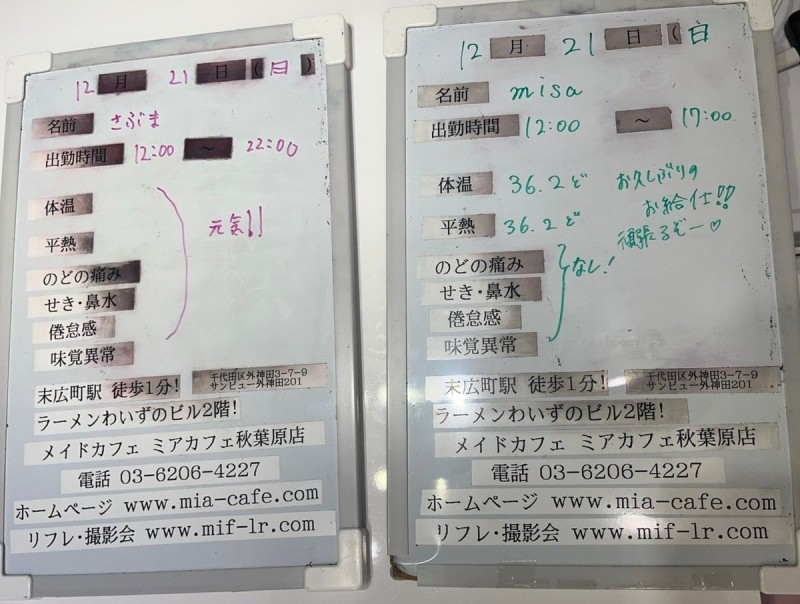 12月 21日(日)
名前 さぶま
出勤時間 12:00 ~ 22:00
体温
平熱
元気!!
のどの痛み
せき・鼻水
倦怠感
味覚異常
末広町駅 徒歩1分!
千代田区外神田3-7-9
サンビュー外神田201
ラーメンわいずのビル2階!
メイドカフェ ミアカフェ秋葉原店
電話 03-6206-4227
ホームページ www.mia-cafe.com
リフレ・撮影会 www.mif-lr.com
12月 21日(日)
名前 misa
出勤時間 12:00 ~ 17:00
体温 36.2ど
平熱 36.2ど
お久しぶりの
お給仕!!
頑張るぞー♡
のどの痛み
せき・鼻水
倦怠感
味覚異常
なし!
末広町駅 徒歩1分!
千代田区外神田3-7-9
サンビュー外神田201
ラーメンわいずのビル2階!
メイドカフェ ミアカフェ秋葉原店
電話 03-6206-4227
ホームページ www.mia-cafe.com
リフレ・撮影会 www.mif-lr.com